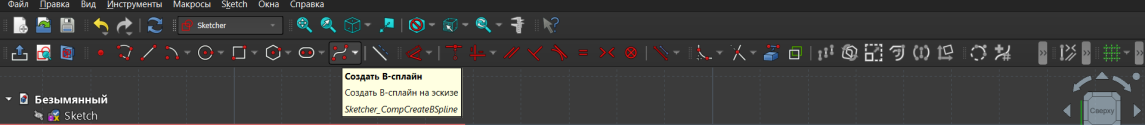 Файл Правка Вид Инструменты Макросы Sketch Окна Справка
Sketcher
Создать B-сплайн
Создать B-сплайн на эскизе
Sketcher_CompCreateBSpline
Безымянный
Sketch
Сверху